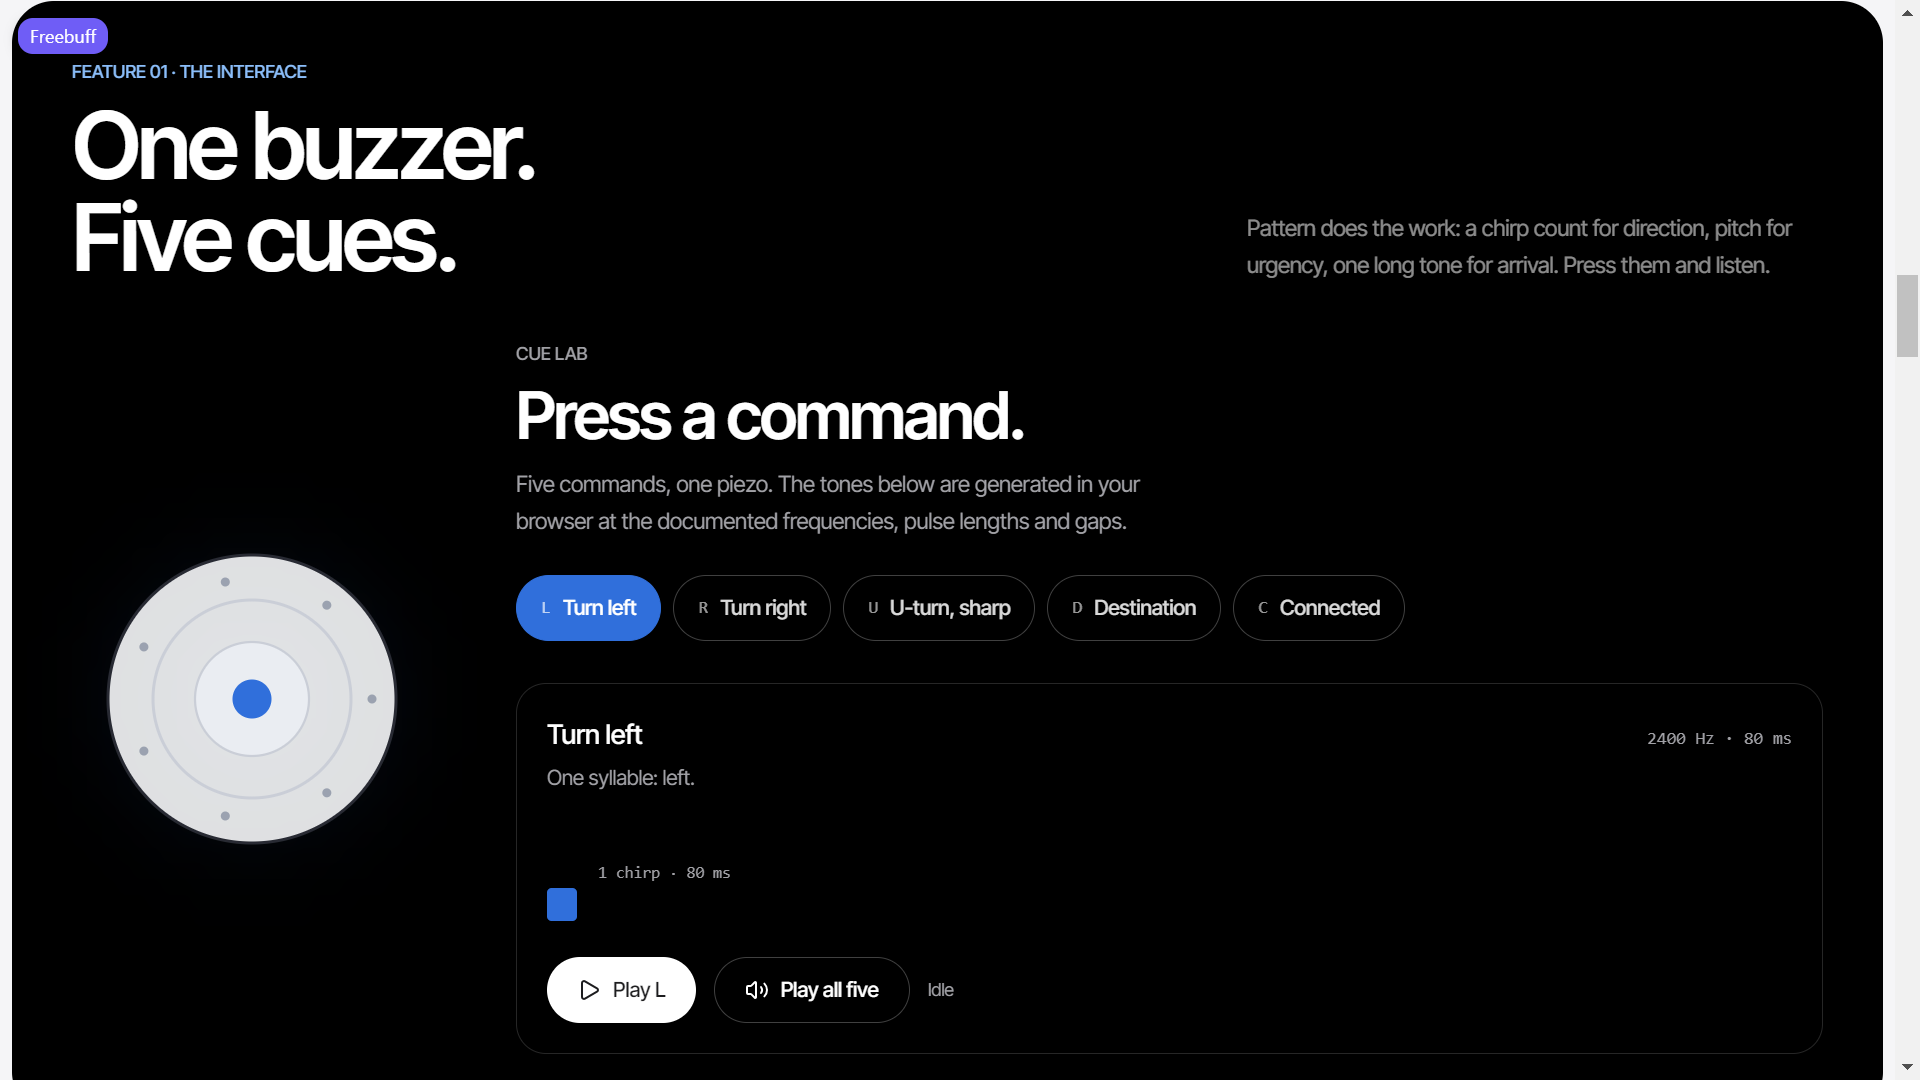 Freebuff
FEATURE 01 · THE INTERFACE
One buzzer.
Five cues.
Pattern does the work: a chirp count for direction, pitch for
urgency, one long tone for arrival. Press them and listen.
CUE LAB
Press a command.
Five commands, one piezo. The tones below are generated in your
browser at the documented frequencies, pulse lengths and gaps.
L Turn left
R Turn right
U U-turn, sharp
D Destination
C Connected
Turn left
2400 Hz · 80 ms
One syllable: left.
1 chirp · 80 ms
Play L
Play all five
Idle